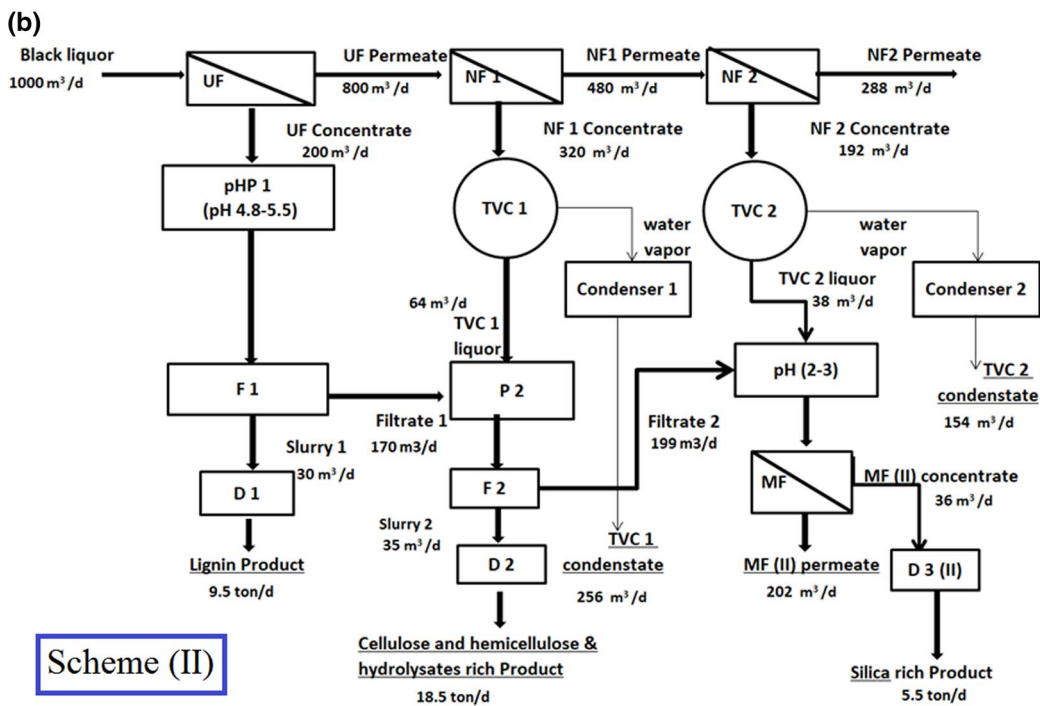 (b)
Black liquor
1000 m³/d
UF
UF Permeate
800 m³/d
NF 1
NF1 Permeate
480 m³/d
NF 2
NF2 Permeate
288 m³/d
UF Concentrate
200 m³/d
NF 1 Concentrate
320 m³/d
NF 2 Concentrate
192 m³/d
pHP 1
(pH 4.8-5.5)
TVC 1
water
vapor
TVC 2
water
vapor
Condenser 1
TVC 2 liquor
38 m³/d
Condenser 2
64 m³/d
TVC 1
liquor
F 1
P 2
pH (2-3)
TVC 2
condenstate
154 m³/d
Filtrate 1
170 m3/d
Filtrate 2
199 m3/d
Slurry 1
30 m³/d
D 1
F 2
MF
MF (II) concentrate
36 m³/d
Slurry 2
35 m³/d
D 2
TVC 1
condenstate
256 m³/d
Lignin Product
9.5 ton/d
MF (II) permeate
202 m³/d
D 3 (II)
Cellulose and hemicellulose &
hydrolysates rich Product
18.5 ton/d
Silica rich Product
5.5 ton/d
Scheme (II)